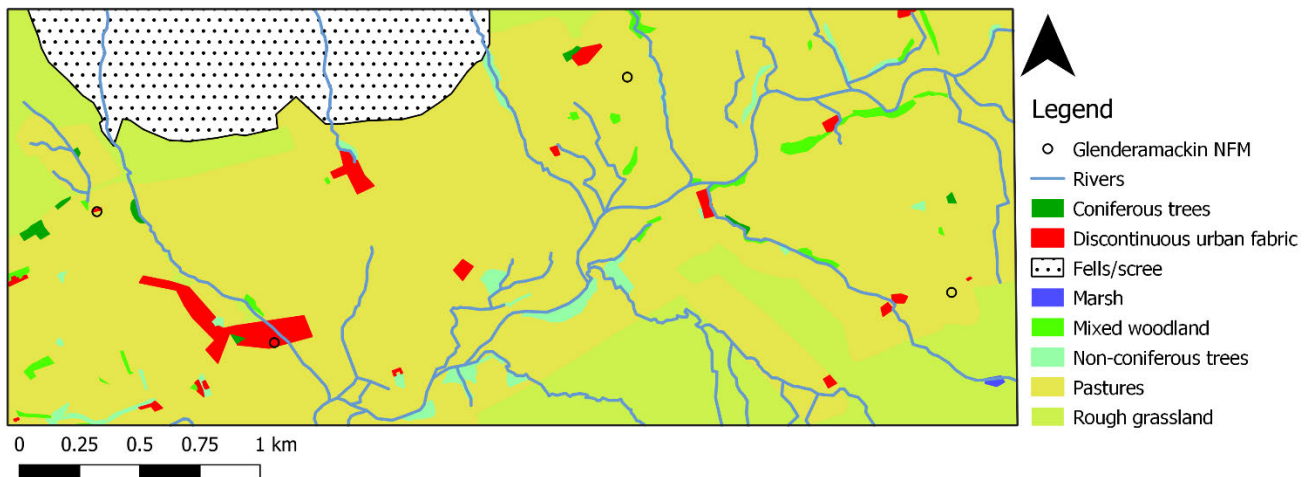 Legend
Glenderamackin NFM
Rivers
Coniferous trees
Discontinuous urban fabric
Fells/scree
Marsh
Mixed woodland
Non-coniferous trees
Pastures
Rough grassland
0 0.25 0.5 0.75 1 km